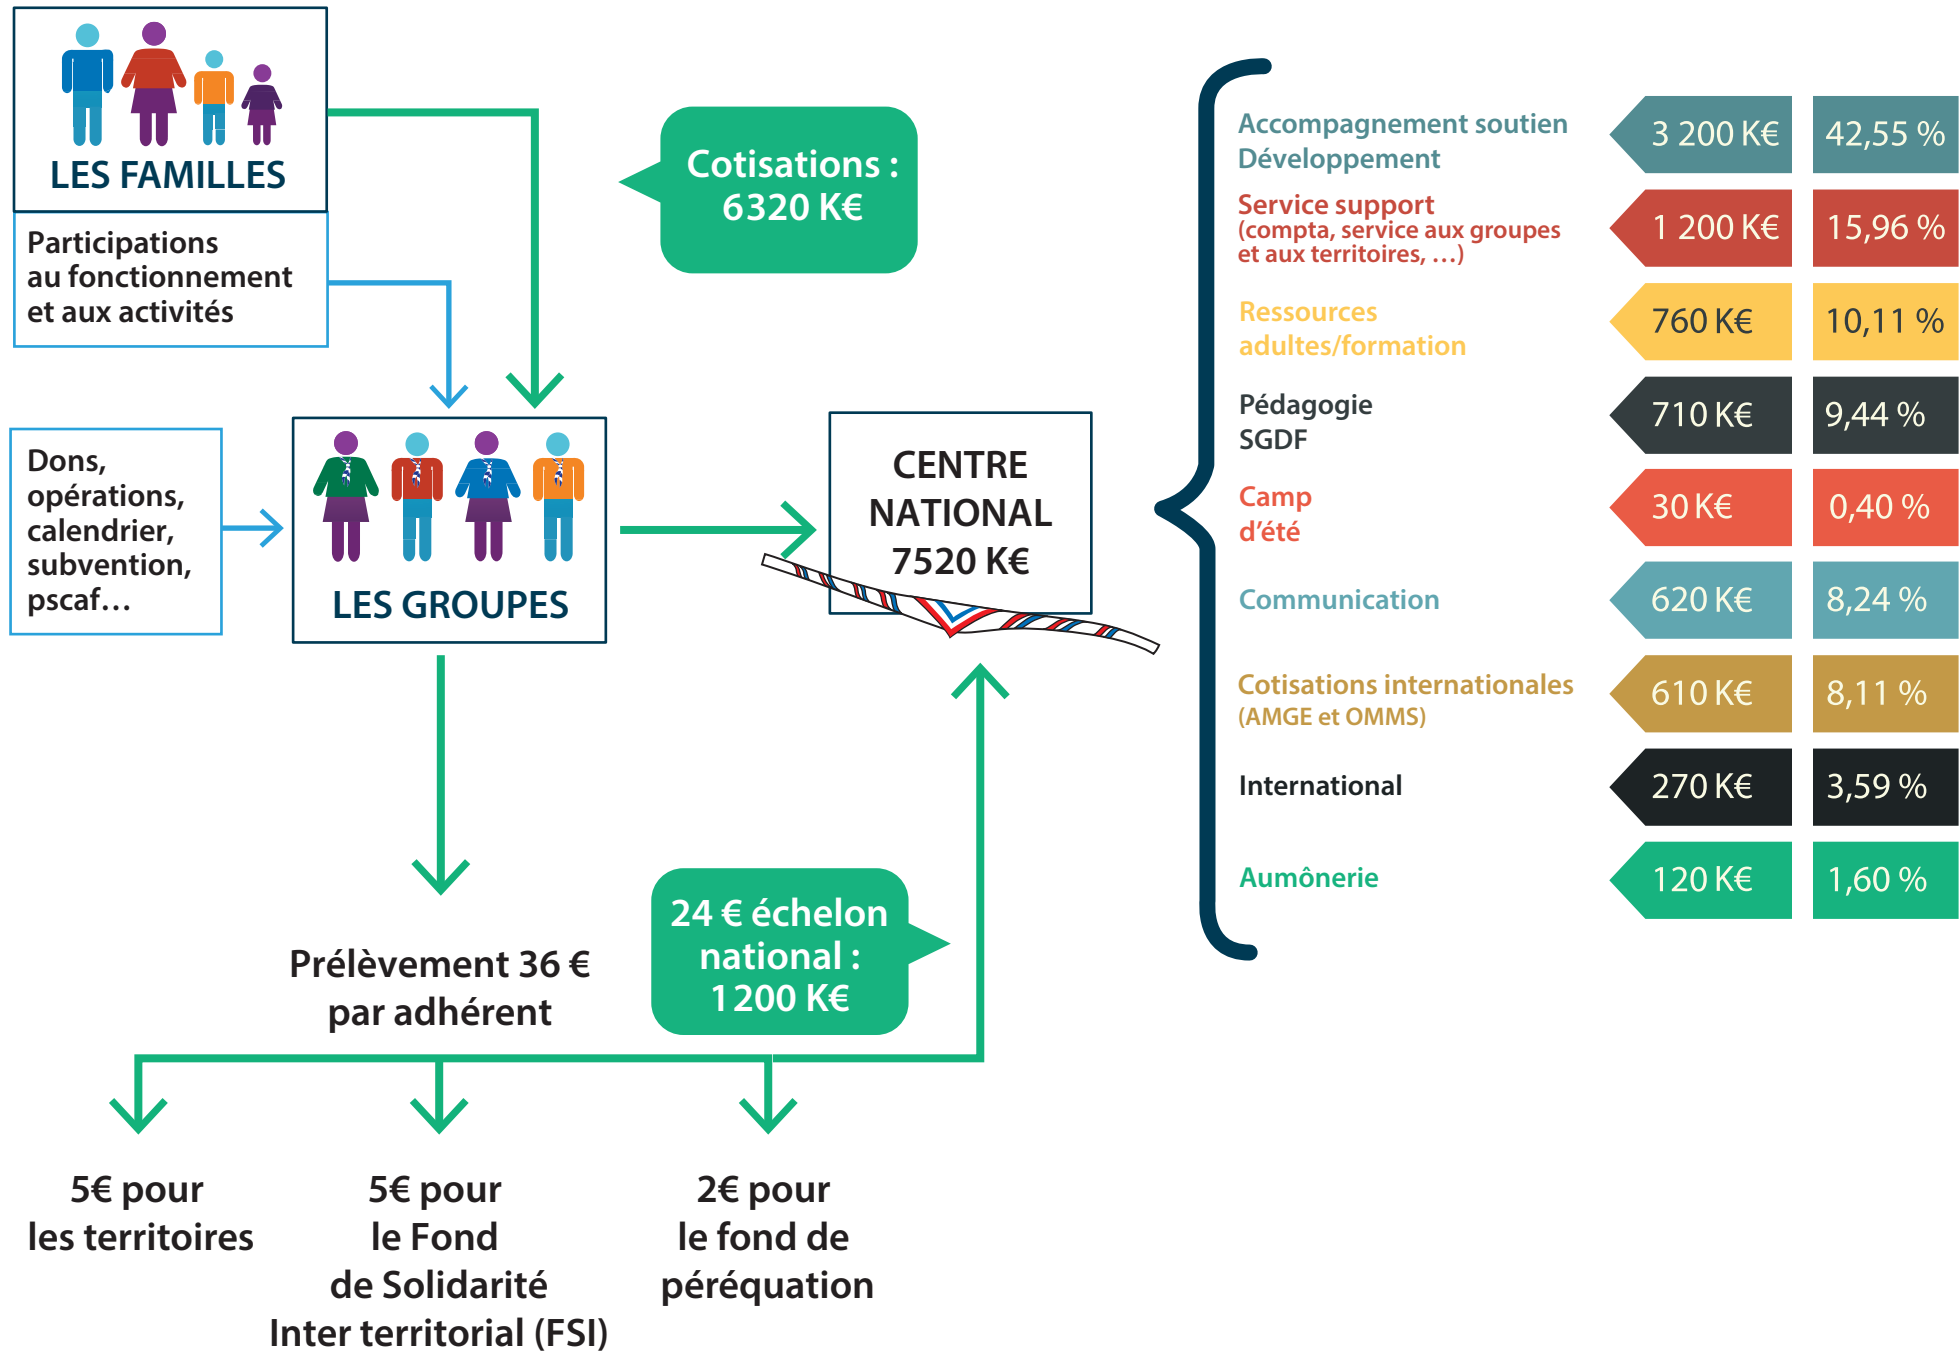 LES FAMILLES
Participations
au fonctionnement
et aux activités
Cotisations :
6320 K€
Dons,
opérations,
calendrier,
subvention,
pscaf…
LES GROUPES
CENTRE
NATIONAL
7520 K€
Prélèvement 36 €
par adhérent
24 € échelon
national :
1200 K€
5€ pour
les territoires
5€ pour
le Fond
de Solidarité
Inter territorial (FSI)
2€ pour
le fond de
péréquation
Accompagnement soutien
Développement
3 200 K€ 42,55 %
Service support
(compta, service aux groupes
et aux territoires, …)
1 200 K€ 15,96 %
Ressources
adultes/formation
760 K€ 10,11 %
Pédagogie
SGDF
710 K€ 9,44 %
Camp
d’été
30 K€ 0,40 %
Communication
620 K€ 8,24 %
Cotisations internationales
(AMGE et OMMS)
610 K€ 8,11 %
International
270 K€ 3,59 %
Aumônerie
120 K€ 1,60 %